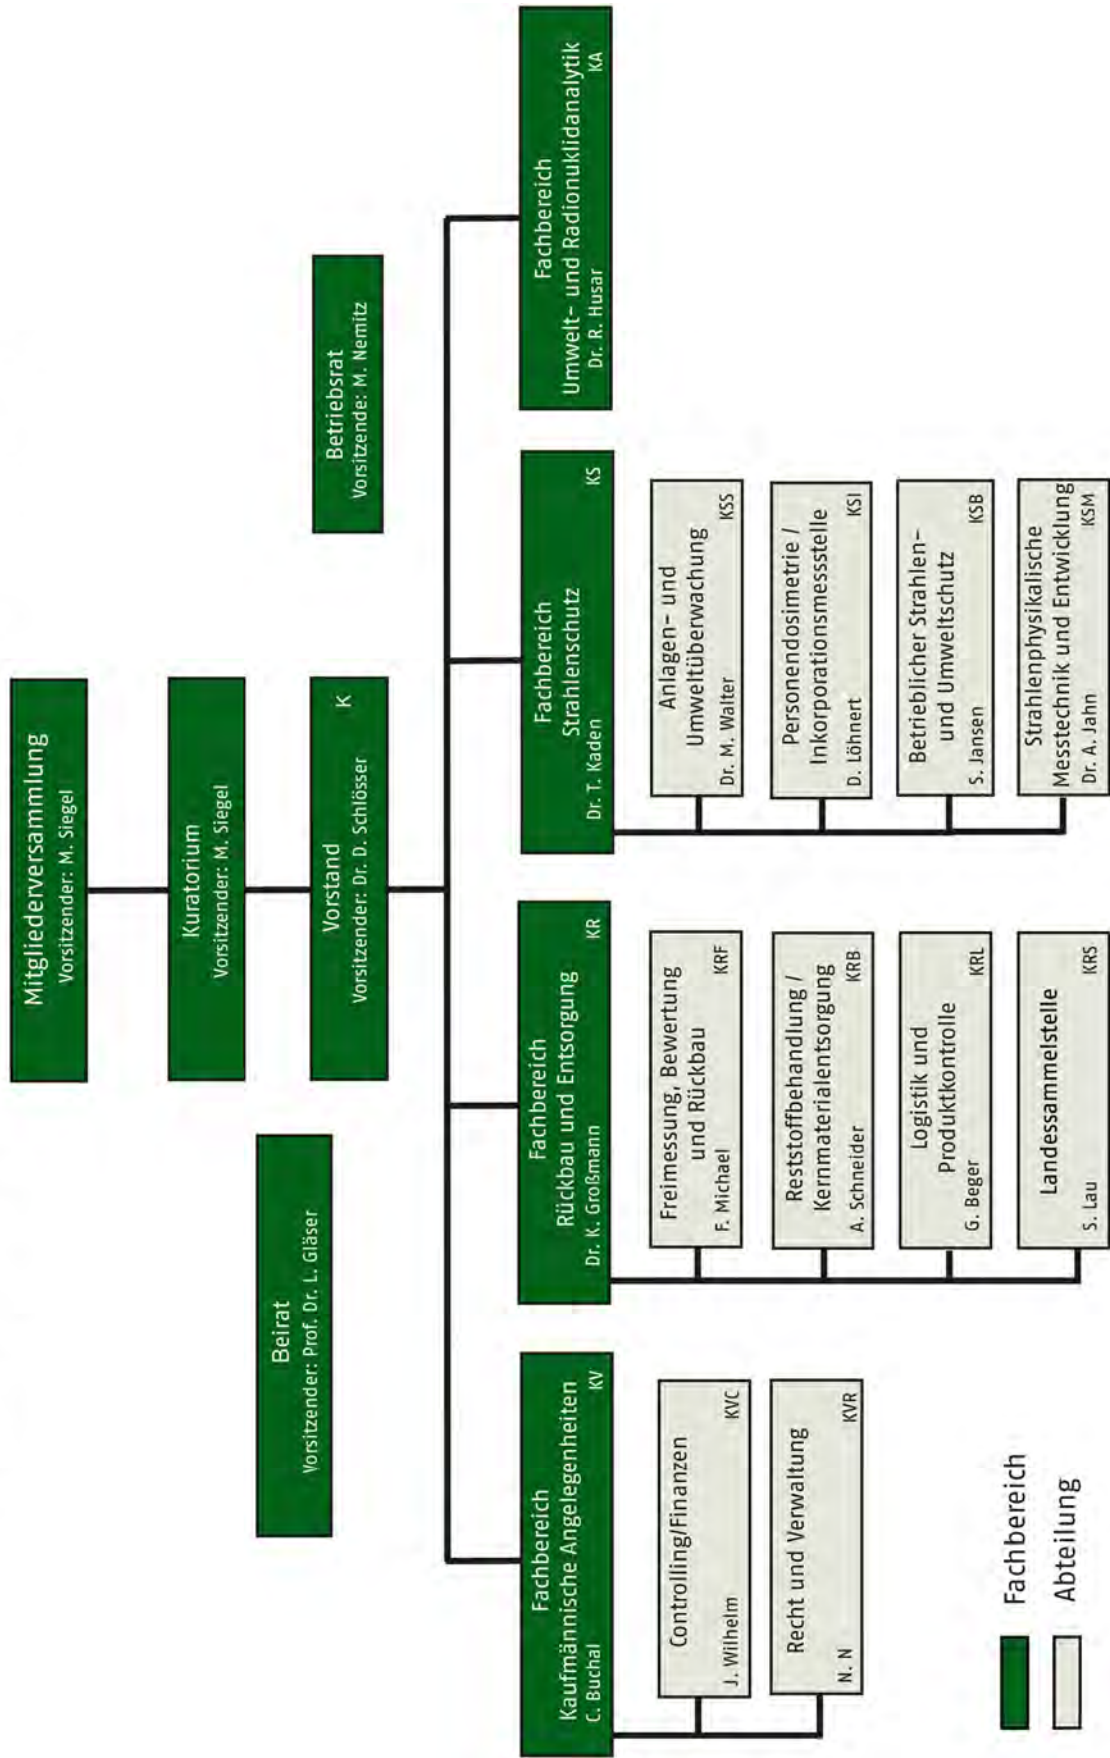 Mitgliederversammlung
Vorsitzender: M. Siegel
Kuratorium
Vorsitzender: M. Siegel
Beirat
Vorsitzender: Prof. Dr. L. Gläser
Vorstand
K
Vorsitzender: Dr. D. Schlösser
Betriebsrat
Vorsitzende: M. Nemitz
Fachbereich
Kaufmännische Angelegenheiten
C. Buchal
KV
Controlling/Finanzen
J. Wilhelm
KVC
Recht und Verwaltung
N. N
KVR
Fachbereich
Rückbau und Entsorgung
Dr. K. Großmann
KR
Freimessung, Bewertung
und Rückbau
F. Michael
KRF
Reststoffbehandlung /
Kernmaterialentsorgung
A. Schneider
KRB
Logistik und
Produktkontrolle
G. Beger
KRL
Landessammelstelle
S. Lau
KRS
Fachbereich
Strahlenschutz
Dr. T. Kaden
KS
Anlagen- und
Umweltüberwachung
Dr. M. Walter
KSS
Personendosimetrie /
Inkorporationsmessstelle
D. Löhnert
KSI
Betrieblicher Strahlen-
und Umweltschutz
S. Jansen
KSB
Strahlenphysikalische
Messtechnik und Entwicklung
Dr. A. Jahn
KSM
Fachbereich
Umwelt- und Radionuklidanalytik
Dr. R. Husar
KA
Fachbereich
Abteilung